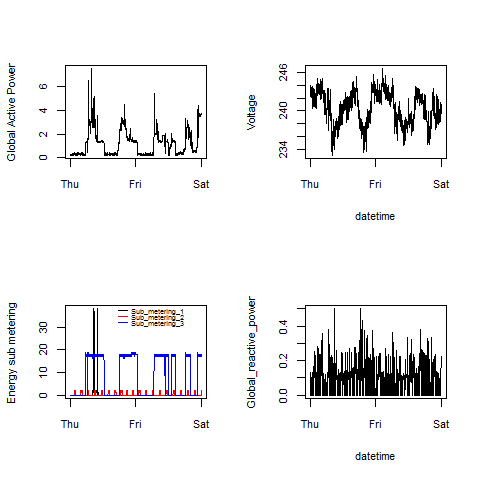 Global Active Power
0 2 4 6
Thu Fri Sat
Voltage
234 240 246
Thu Fri Sat
datetime
Energy sub metering
0 10 20 30
Thu Fri Sat
Sub_metering_1
Sub_metering_2
Sub_metering_3
Global_reactive_power
0.0 0.2 0.4
Thu Fri Sat
datetime